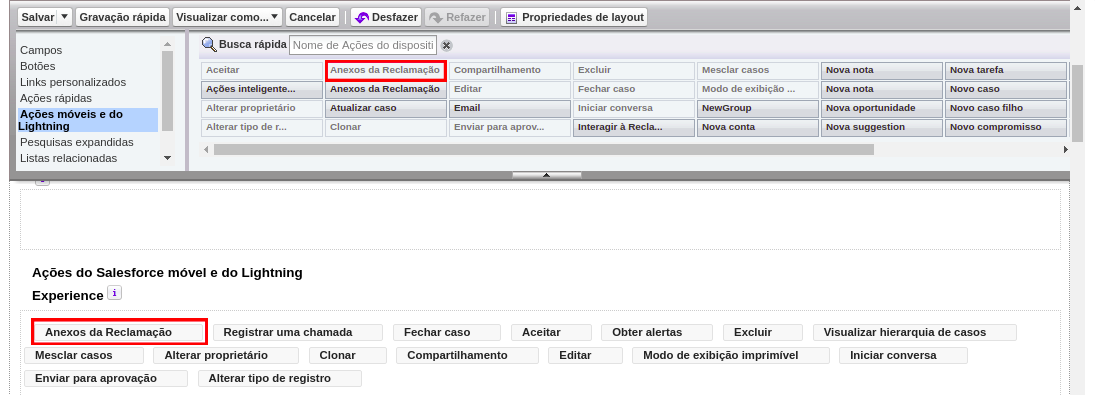 Salvar Gravação rápida Visualizar como... Cancelar Desfazer Refazer Propriedades de layout
Campos
Botões
Links personalizados
Ações rápidas
Ações móveis e do
Lightning
Pesquisas expandidas
Listas relacionadas
Busca rápida Nome de Ações do dispositi
Aceitar Anexos da Reclamação Compartilhamento Excluir Mesclar casos Nova nota Nova tarefa
Ações inteligente... Anexos da Reclamação Editar Fechar caso Modo de exibição ... Nova nota Novo caso
Alterar proprietário Atualizar caso Email Iniciar conversa NewGroup Nova oportunidade Novo caso filho
Alterar tipo de r... Clonar Enviar para aprov... Interagir à Recla... Nova conta Nova suggestion Novo compromisso
Ações do Salesforce móvel e do Lightning
Experience i
Anexos da Reclamação Registrar uma chamada Fechar caso Aceitar Obter alertas Excluir Visualizar hierarquia de casos
Mesclar casos Alterar proprietário Clonar Compartilhamento Editar Modo de exibição imprimível Iniciar conversa
Enviar para aprovação Alterar tipo de registro